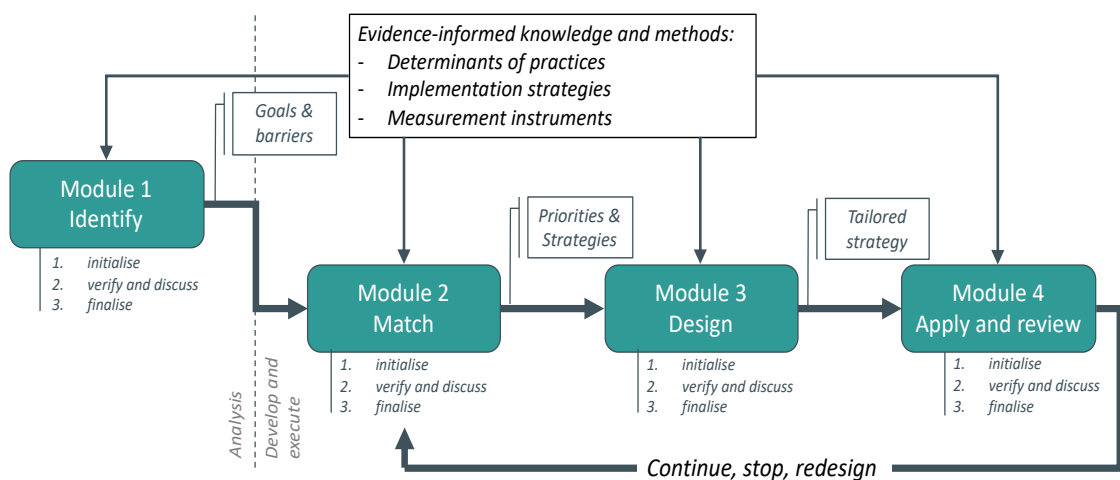 Evidence-informed knowledge and methods:
- Determinants of practices
- Implementation strategies
- Measurement instruments
Goals &
barriers
Module 1
Identify
1. initialise
2. verify and discuss
3. finalise
Priorities &
Strategies
Tailored
strategy
Module 2
Match
1. initialise
2. verify and discuss
3. finalise
Module 3
Design
1. initialise
2. verify and discuss
3. finalise
Module 4
Apply and review
1. initialise
2. verify and discuss
3. finalise
Analysis
Develop and
execute
Continue, stop, redesign